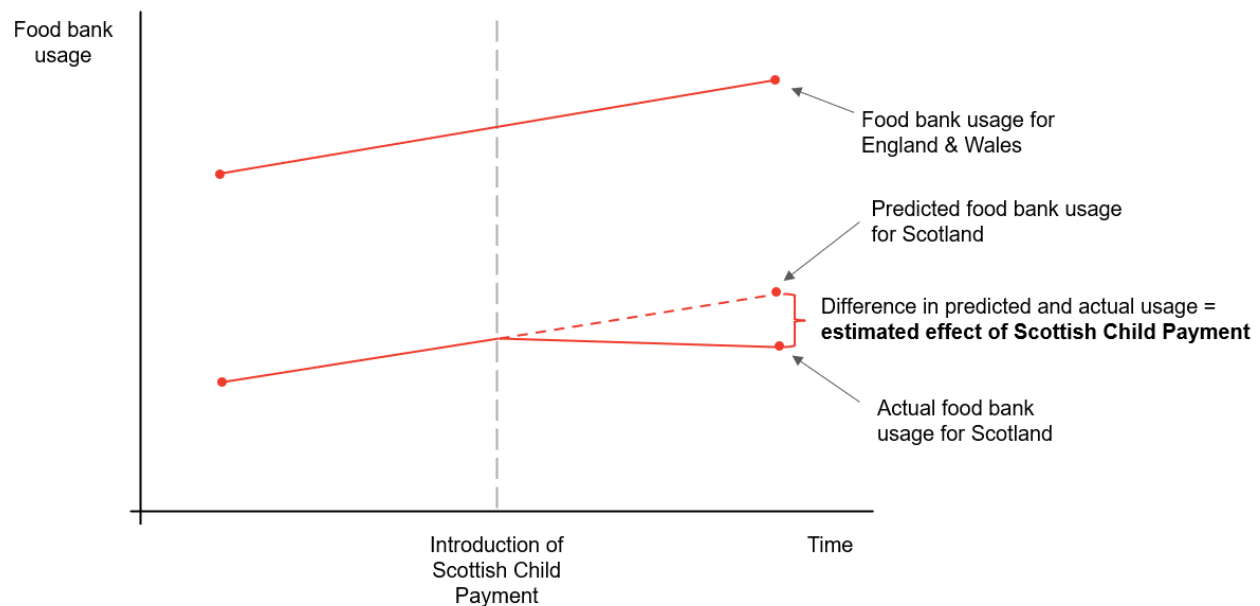 Food bank
usage
Food bank usage for
England & Wales
Predicted food bank usage
for Scotland
Difference in predicted and actual usage =
estimated effect of Scottish Child Payment
Actual food bank
usage for Scotland
Introduction of
Scottish Child
Payment
Time